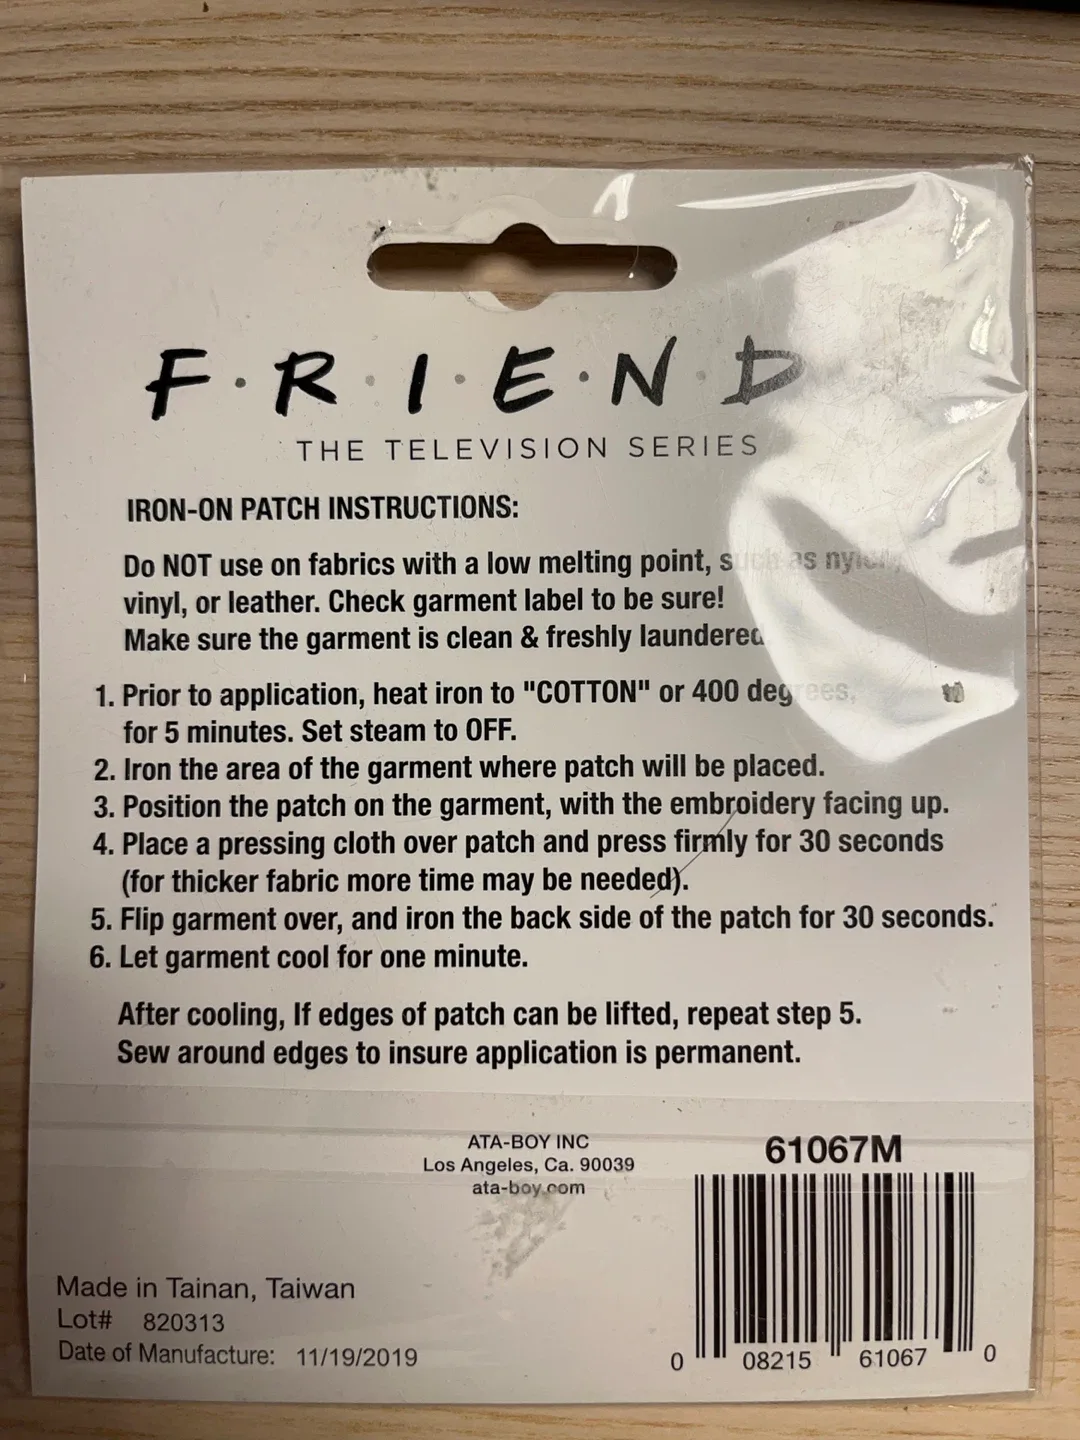 F·R·I·E·N·D
THE TELEVISION SERIES
IRON-ON PATCH INSTRUCTIONS:
Do NOT use on fabrics with a low melting point, such as nylon,
vinyl, or leather. Check garment label to be sure!
Make sure the garment is clean & freshly laundered
1. Prior to application, heat iron to "COTTON" or 400 degrees,
for 5 minutes. Set steam to OFF.
2. Iron the area of the garment where patch will be placed.
3. Position the patch on the garment, with the embroidery facing up.
4. Place a pressing cloth over patch and press firmly for 30 seconds
(for thicker fabric more time may be needed).
5. Flip garment over, and iron the back side of the patch for 30 seconds.
6. Let garment cool for one minute.
After cooling, If edges of patch can be lifted, repeat step 5.
Sew around edges to insure application is permanent.
ATA-BOY INC
Los Angeles, Ca. 90039
ata-boy.com
61067M
Made in Tainan, Taiwan
Lot# 820313
Date of Manufacture: 11/19/2019
0 08215 61067 0